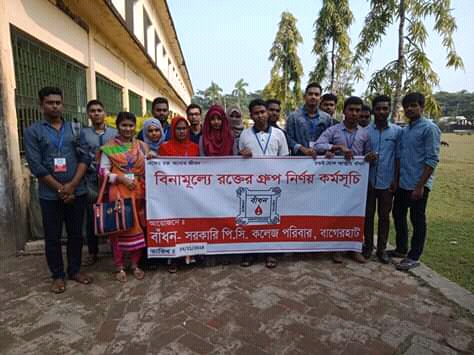 বিনামূল্যে রক্তের গ্রুপ নির্ণয় কর্মসূচি
বাঁধন
আয়োজনেঃ
বাঁধন- সরকারি পি.সি. কলেজ পরিবার, বাগেরহাট
তারিখঃ